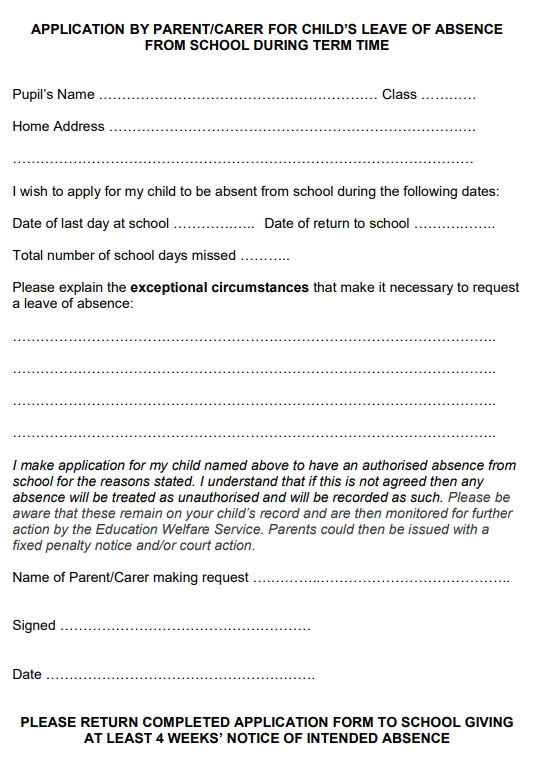 APPLICATION BY PARENT/CARER FOR CHILD'S LEAVE OF ABSENCE
FROM SCHOOL DURING TERM TIME
Pupil's Name …………………………………………………… Class …………
Home Address …………………………………………………………………….
………………………………………………………………………………………
I wish to apply for my child to be absent from school during the following dates:
Date of last day at school ……………… Date of return to school ………………
Total number of school days missed ………..
Please explain the exceptional circumstances that make it necessary to request
a leave of absence:
…………………………………………………………………………………………..
…………………………………………………………………………………………..
…………………………………………………………………………………………..
…………………………………………………………………………………………..
I make application for my child named above to have an authorised absence from
school for the reasons stated. I understand that if this is not agreed then any
absence will be treated as unauthorised and will be recorded as such. Please be
aware that these remain on your child's record and are then monitored for further
action by the Education Welfare Service. Parents could then be issued with a
fixed penalty notice and/or court action.
Name of Parent/Carer making request ………………………………………………..
Signed ………………………………………………
Date ………………………………………………….
PLEASE RETURN COMPLETED APPLICATION FORM TO SCHOOL GIVING
AT LEAST 4 WEEKS' NOTICE OF INTENDED ABSENCE